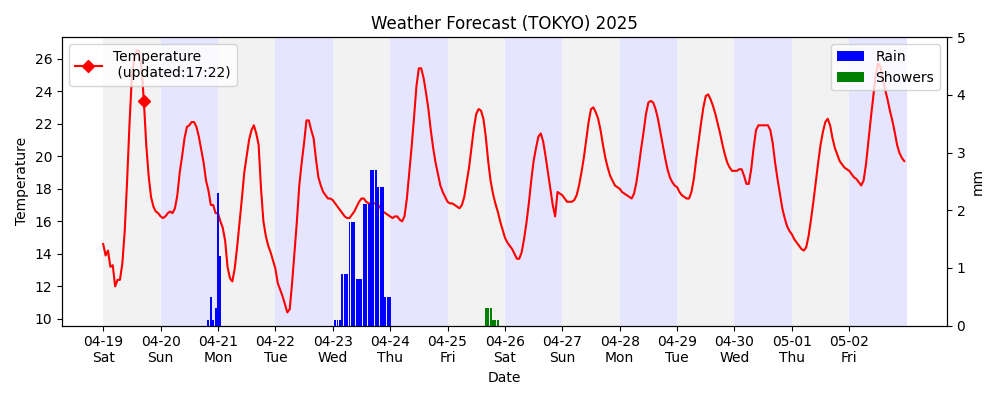 Weather Forecast (TOKYO) 2025
Temperature
(updated:17:22)
Rain
Showers
Temperature
26
24
22
20
18
16
14
12
10
5
4
3
2
1
0
mm
04-19 04-20 04-21 04-22 04-23 04-24 04-25 04-26 04-27 04-28 04-29 04-30 05-01 05-02
Sat Sun Mon Tue Wed Thu Fri Sat Sun Mon Tue Wed Thu Fri
Date